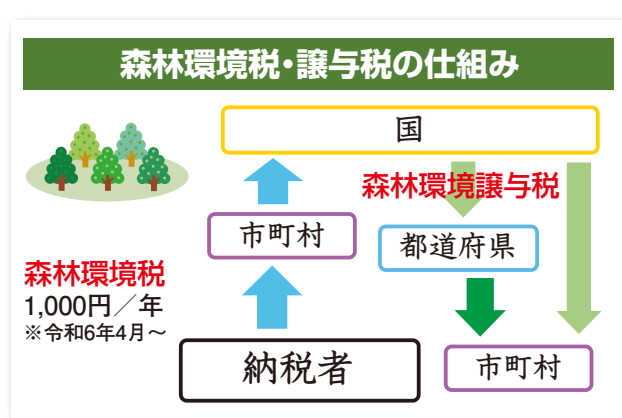 森林環境税・譲与税の仕組み
国
森林環境譲与税
市町村
都道府県
森林環境税
1,000円／年
※令和6年4月～
納税者
市町村